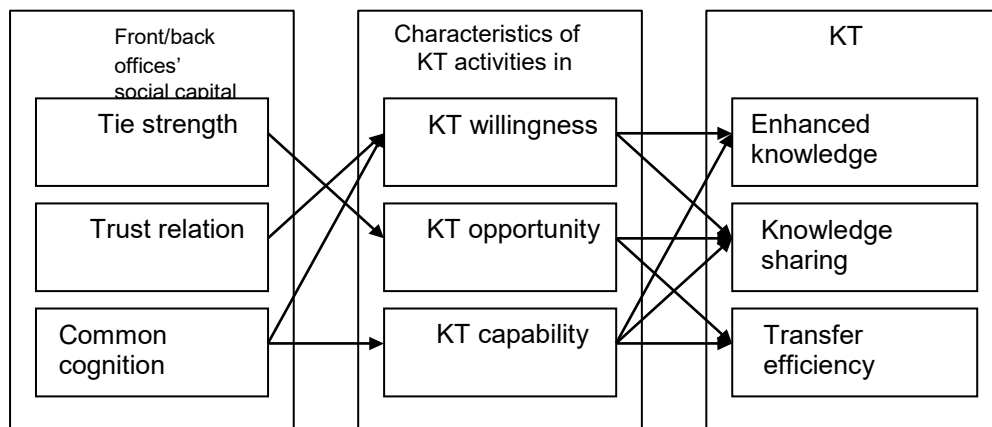 Front/back
offices'
social capital
Tie strength
Trust relation
Common
cognition
Characteristics of
KT activities in
KT willingness
KT opportunity
KT capability
KT
Enhanced
knowledge
Knowledge
sharing
Transfer
efficiency